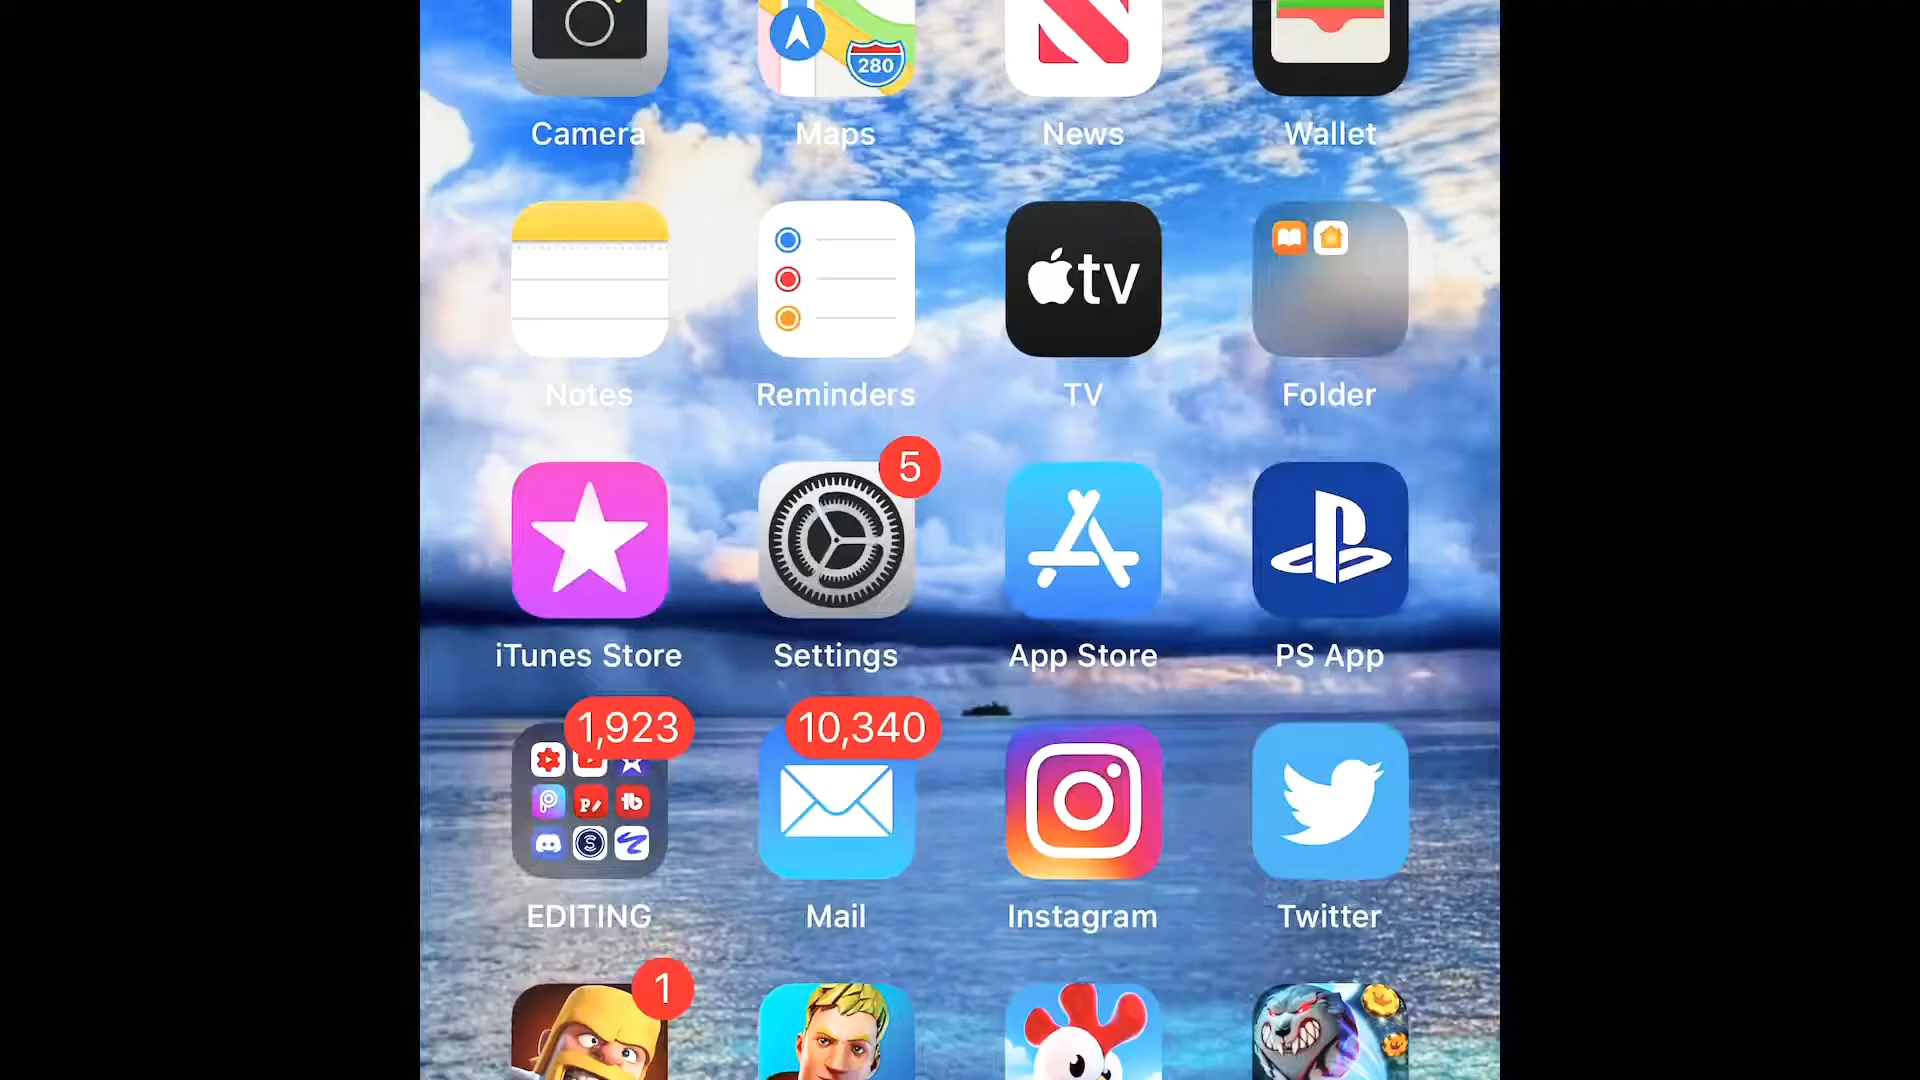 280
Camera Maps News Wallet
tv
Notes Reminders TV Folder
5
iTunes Store Settings App Store PS App
1,923 10,340
EDITING Mail Instagram Twitter
1